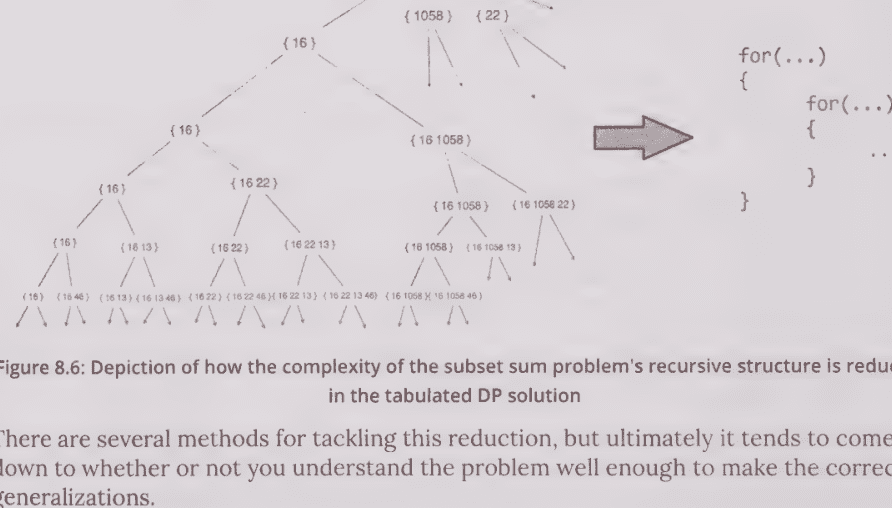 { 1058 } { 22 }
{ 16 }
for(...)
{
for(...)
{
..
}
}
{ 16 }
{ 16 1058 }
{ 16 }
{ 16 22 }
{ 16 1058 } { 16 1058 22 }
{ 16 } { 16 13 } { 16 22 } { 16 22 13 } { 16 1058 } { 16 1058 13 }
{ 16 } { 16 46 } { 16 13 } { 16 13 46 } { 16 22 } { 16 22 46 }{ 16 22 13 } { 16 22 13 46} { 16 1058 }{ 16 1058 46 }
Figure 8.6: Depiction of how the complexity of the subset sum problem's recursive structure is reduc
in the tabulated DP solution
There are several methods for tackling this reduction, but ultimately it tends to come
down to whether or not you understand the problem well enough to make the correc
generalizations.